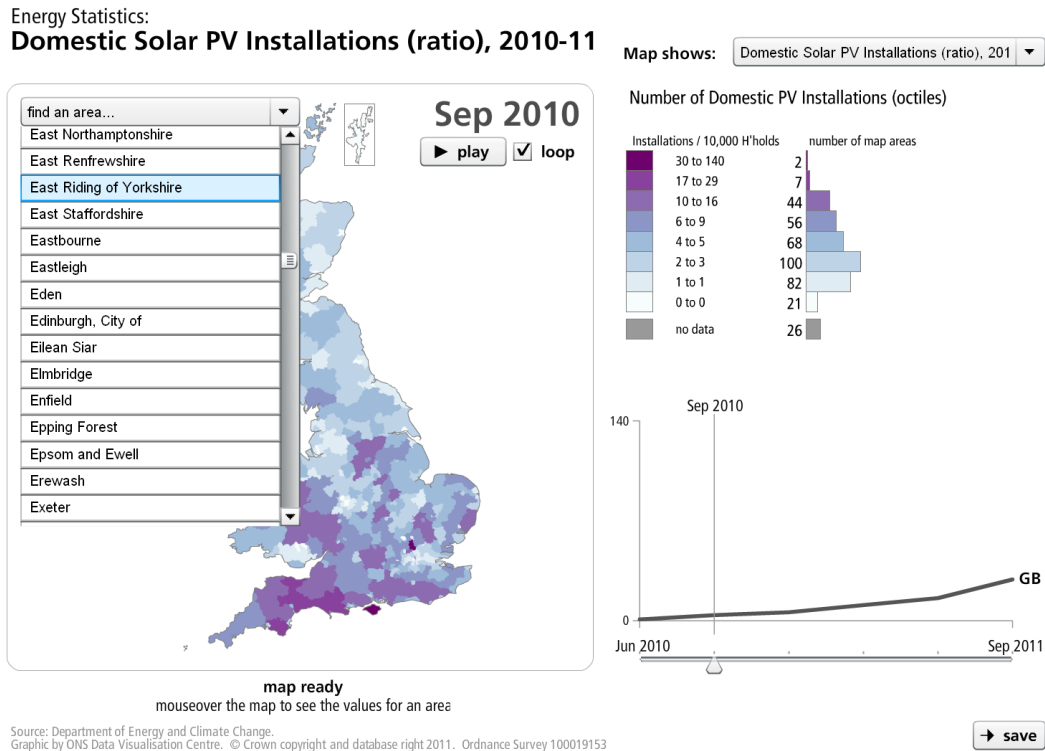 Energy Statistics:
Domestic Solar PV Installations (ratio), 2010-11
Map shows:
Domestic Solar PV Installations (ratio), 201
find an area...
East Northamptonshire
East Renfrewshire
East Riding of Yorkshire
East Staffordshire
Eastbourne
Eastleigh
Eden
Edinburgh, City of
Eilean Siar
Elmbridge
Enfield
Epping Forest
Epsom and Ewell
Erewash
Exeter
Sep 2010
play
loop
Number of Domestic PV Installations (octiles)
Installations / 10,000 H'holds number of map areas
30 to 140 2
17 to 29 7
10 to 16 44
6 to 9 56
4 to 5 68
2 to 3 100
1 to 1 82
0 to 0 21
no data 26
Sep 2010
140
GB
0
Jun 2010 Sep 2011
map ready
mouseover the map to see the values for an area
Source: Department of Energy and Climate Change.
Graphic by ONS Data Visualisation Centre. © Crown copyright and database right 2011. Ordnance Survey 100019153
save